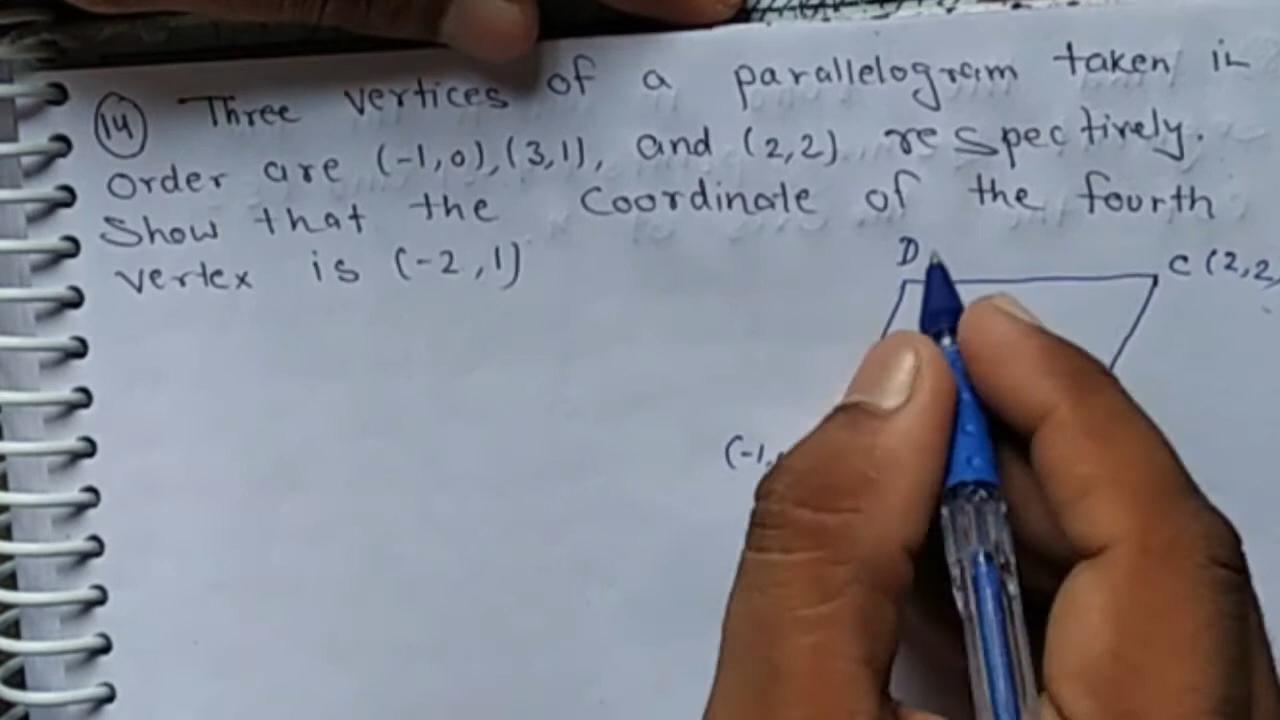 14 Three vertices of a parallelogram taken in
order are (-1,0), (3,1), and (2,2) respectively.
Show that the Coordinate of the fourth
vertex is (-2,1)
D
C (2,2
(-1,